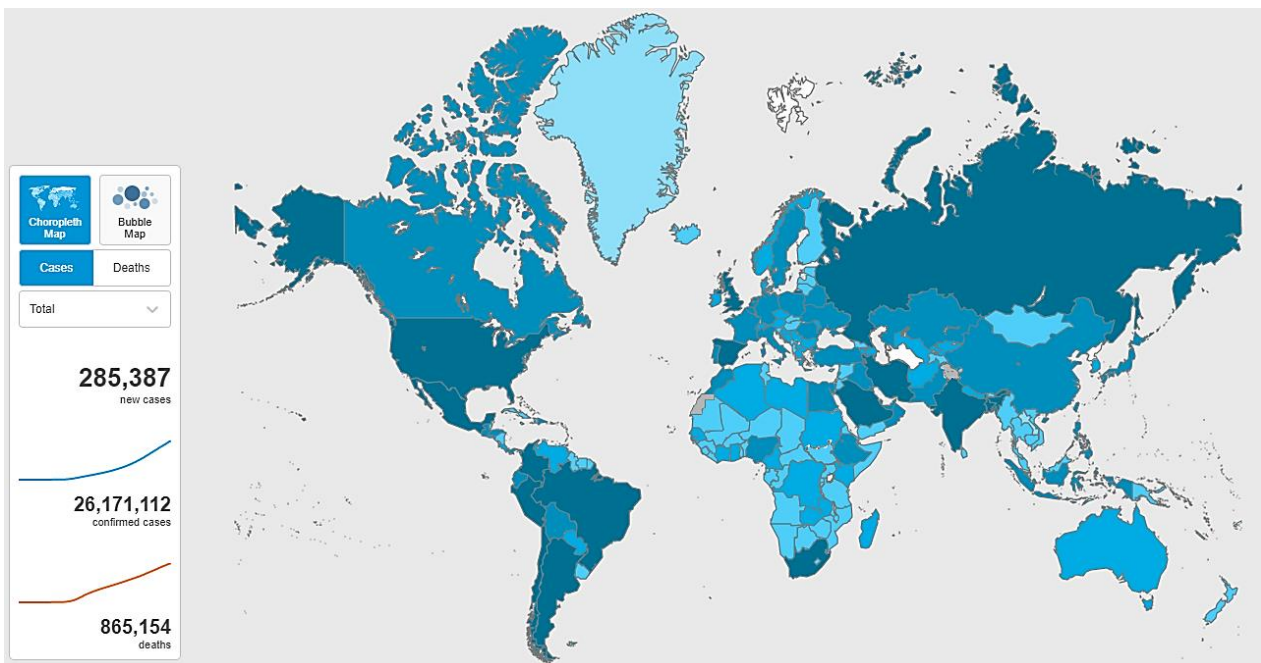 Choropleth
Map
Bubble
Map
Cases
Deaths
Total
285,387
new cases
26,171,112
confirmed cases
865,154
deaths